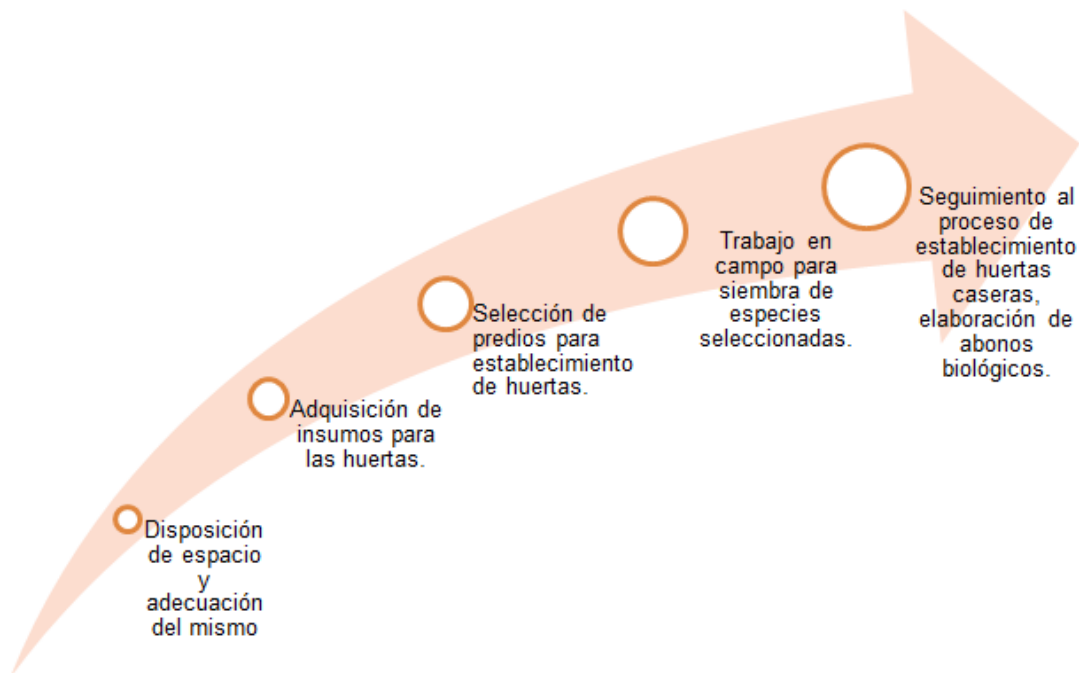 Disposición
de espacio
y
adecuación
del mismo
Adquisición de
insumos para
las huertas.
Selección de
predios para
establecimiento
de huertas.
Trabajo en
campo para
siembra de
especies
seleccionadas.
Seguimiento al
proceso de
establecimiento
de huertas
caseras,
elaboración de
abonos
biológicos.